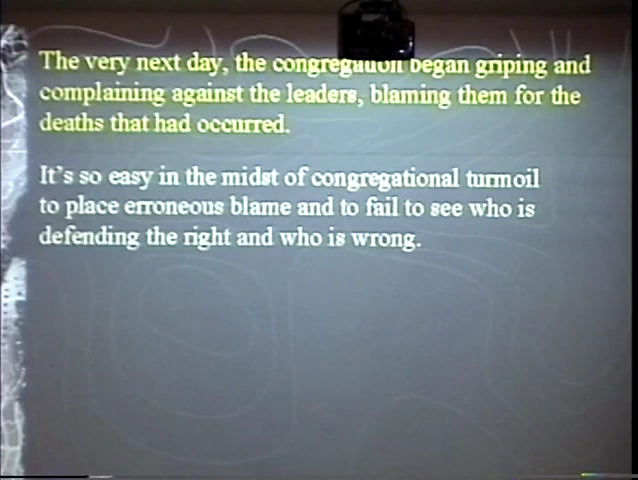 The very next day, the congregation began griping and
complaining against the leaders, blaming them for the
deaths that had occurred.
It's so easy in the midst of congregational turmoil
to place erroneous blame and to fail to see who is
defending the right and who is wrong.